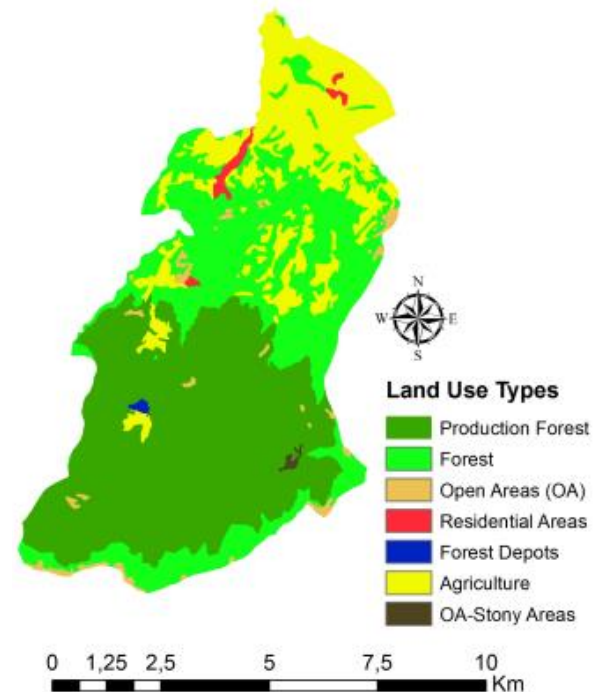 N
W E
S
Land Use Types
Production Forest
Forest
Open Areas (OA)
Residential Areas
Forest Depots
Agriculture
OA-Stony Areas
0 1,25 2,5 5 7,5 10
Km